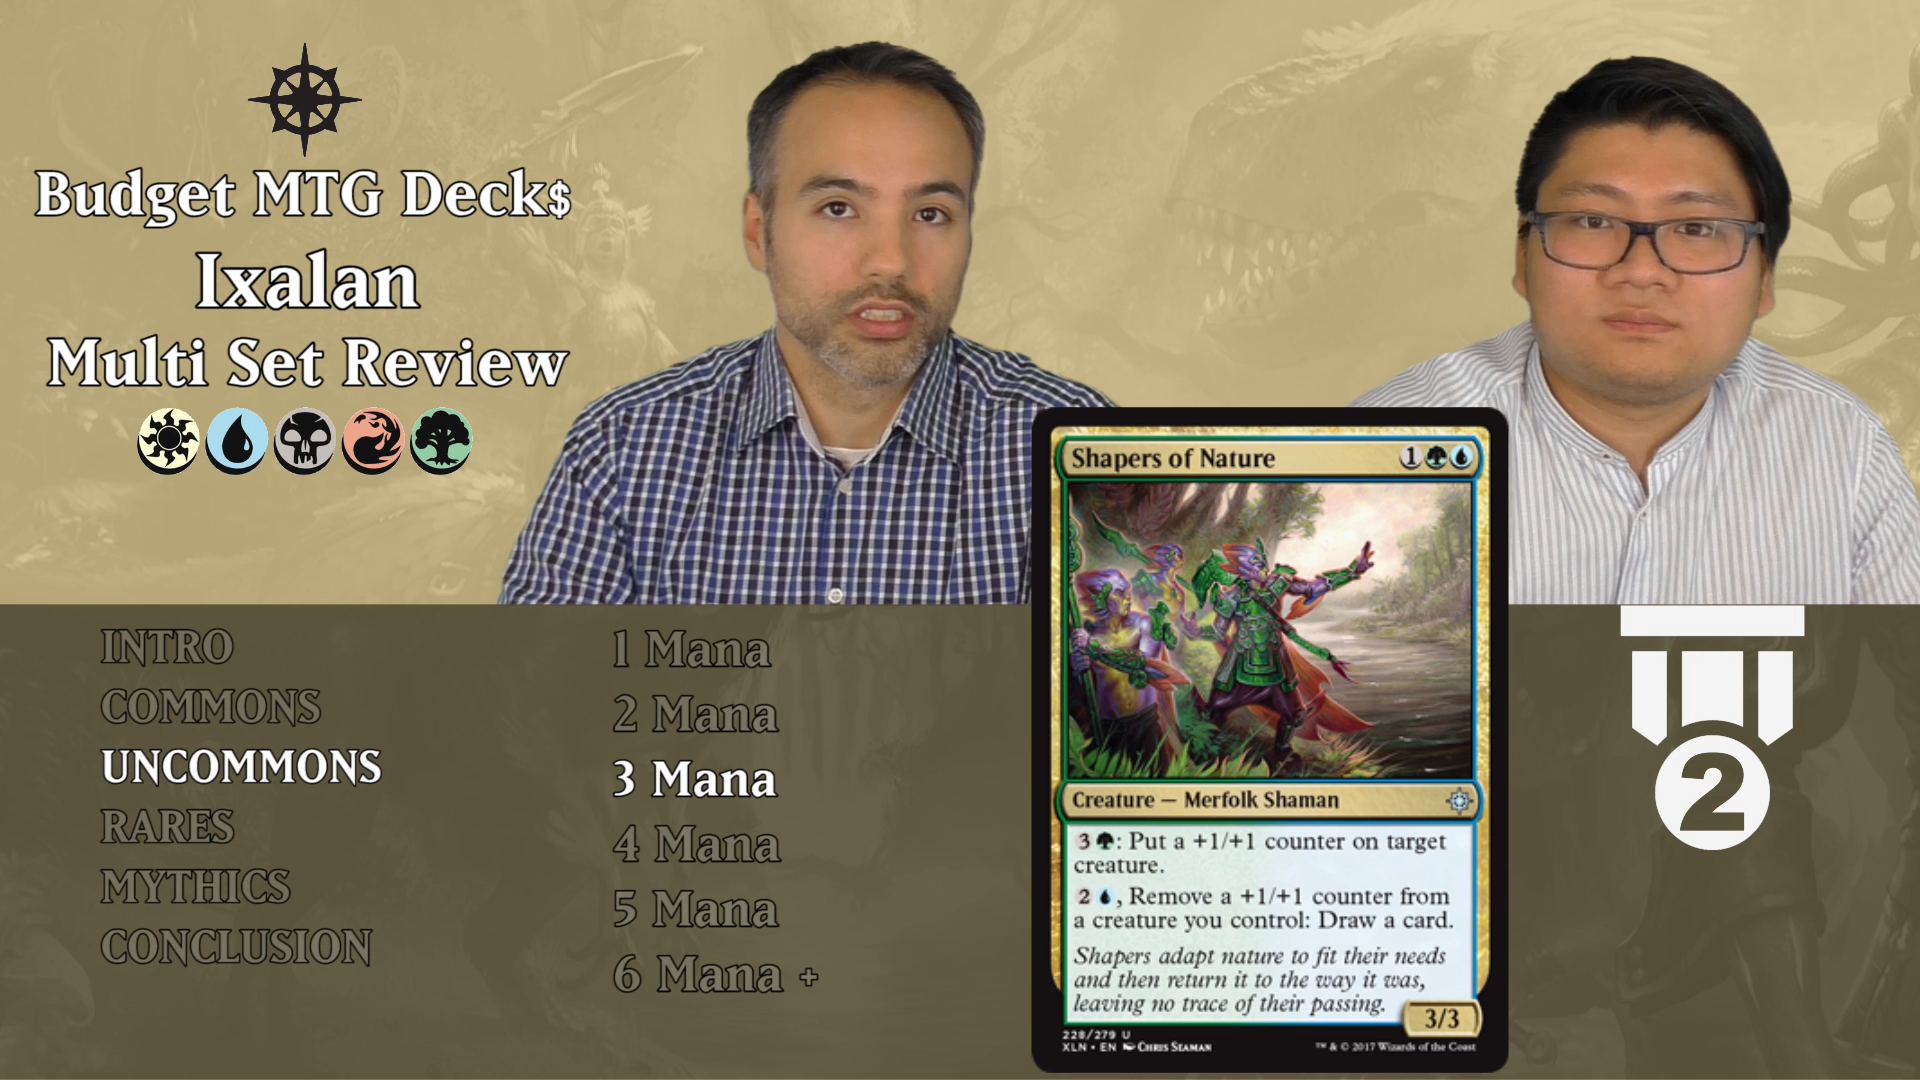 Budget MTG Deck$
Ixalan
Multi Set Review
INTRO
COMMONS
UNCOMMONS
RARES
MYTHICS
CONCLUSION
1 Mana
2 Mana
3 Mana
4 Mana
5 Mana
6 Mana +
Shapers of Nature 1
Creature — Merfolk Shaman
3 : Put a +1/+1 counter on target
creature.
2 , Remove a +1/+1 counter from
a creature you control: Draw a card.
Shapers adapt nature to fit their needs
and then return it to the way it was,
leaving no trace of their passing.
3/3
228/279 U
XLN • EN Chris Seaman
™ & © 2017 Wizards of the Coast
2